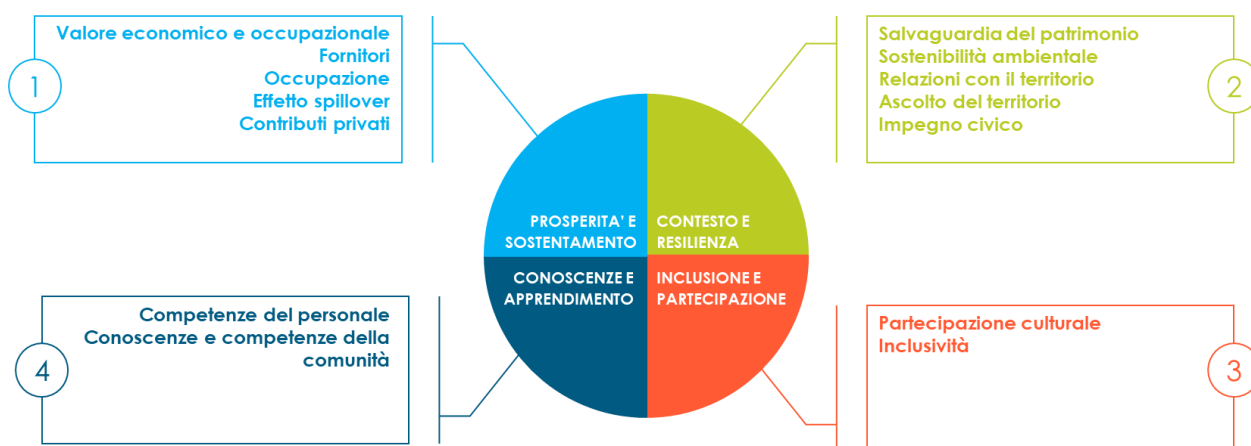 1
Valore economico e occupazionale
Fornitori
Occupazione
Effetto spillover
Contributi privati
Salvaguardia del patrimonio
Sostenibilità ambientale
Relazioni con il territorio
Ascolto del territorio
Impegno civico
2
PROSPERITA' E
SOSTENTAMENTO
CONTESTO E
RESILIENZA
CONOSCENZE E
APPRENDIMENTO
INCLUSIONE E
PARTECIPAZIONE
4
Competenze del personale
Conoscenze e competenze della
comunità
Partecipazione culturale
Inclusività
3